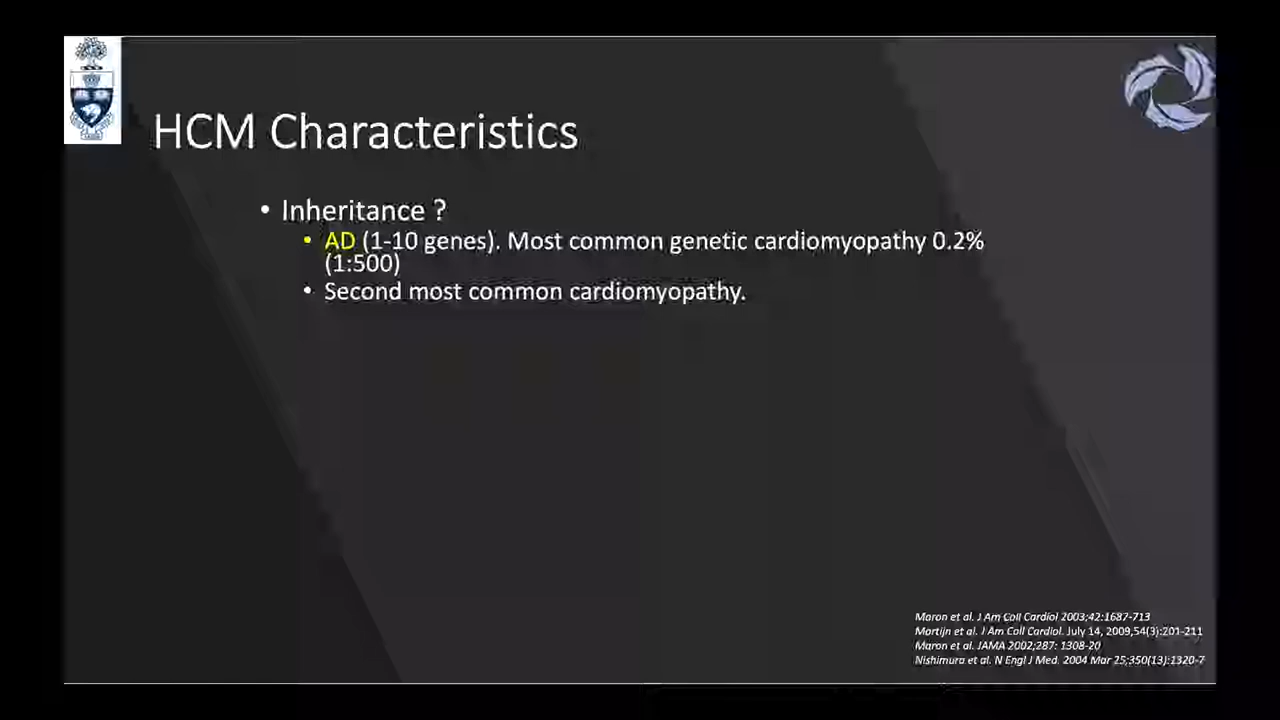 HCM Characteristics
• Inheritance ?
• AD (1-10 genes). Most common genetic cardiomyopathy 0.2%
(1:500)
• Second most common cardiomyopathy.
Maron et al. J Am Coll Cardiol 2003;42:1687-713
Martijn et al. J Am Coll Cardiol. July 14, 2009,54(3):201-211
Maron et al. JAMA 2002;287: 1308-20
Nishimura et al. N Engl J Med. 2004 Mar 25;350(13):1320-7